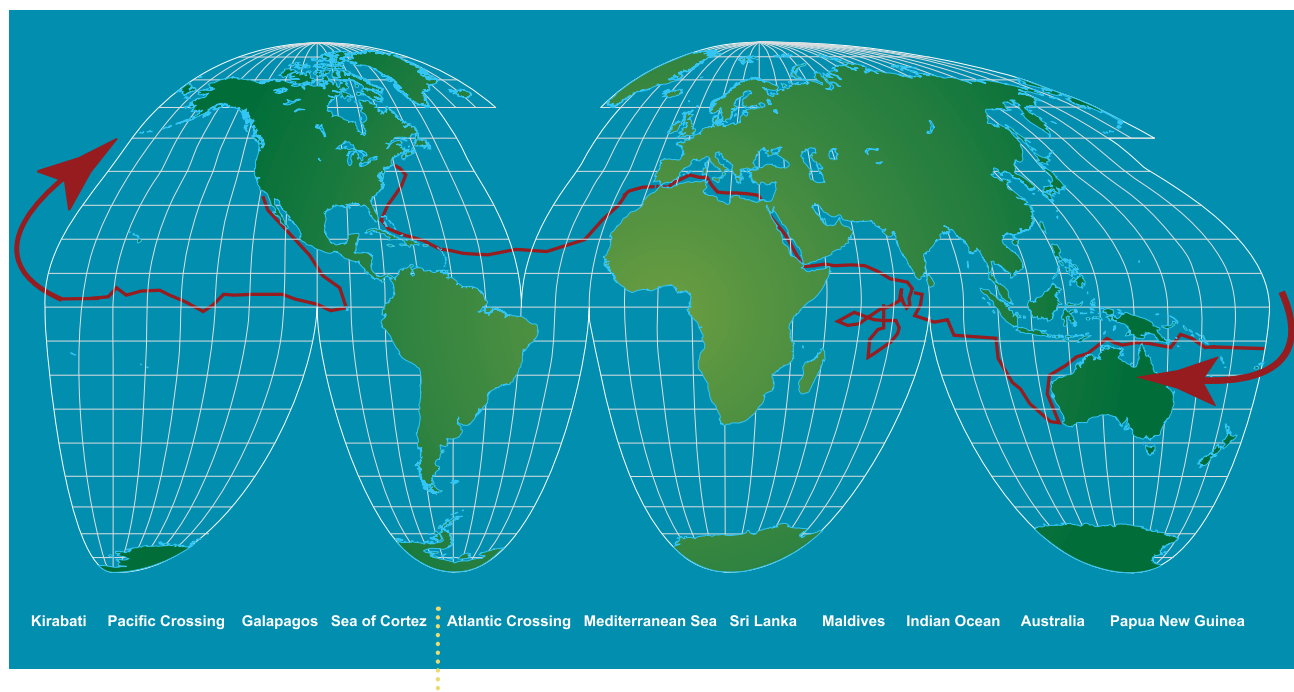 Kirabati Pacific Crossing Galapagos Sea of Cortez Atlantic Crossing Mediterranean Sea Sri Lanka Maldives Indian Ocean Australia Papua New Guinea